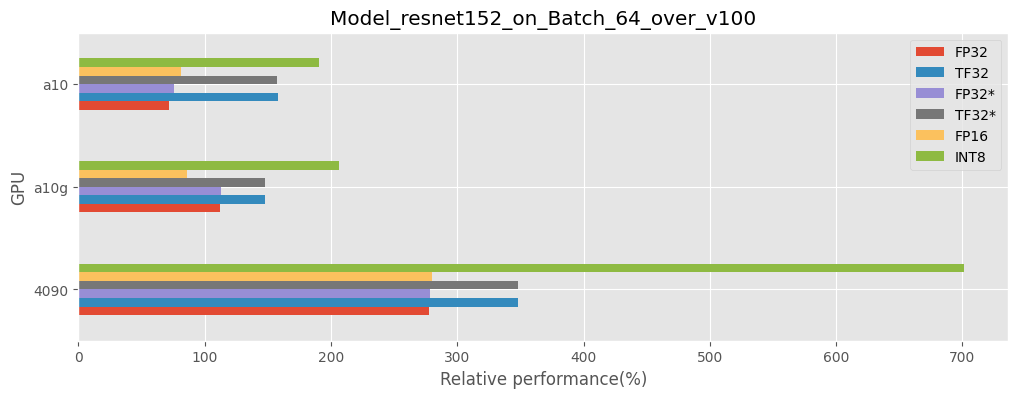 Model_resnet152_on_Batch_64_over_v100
FP32
TF32
FP32*
TF32*
FP16
INT8
GPU
a10
a10g
4090
0 100 200 300 400 500 600 700
Relative performance(%)